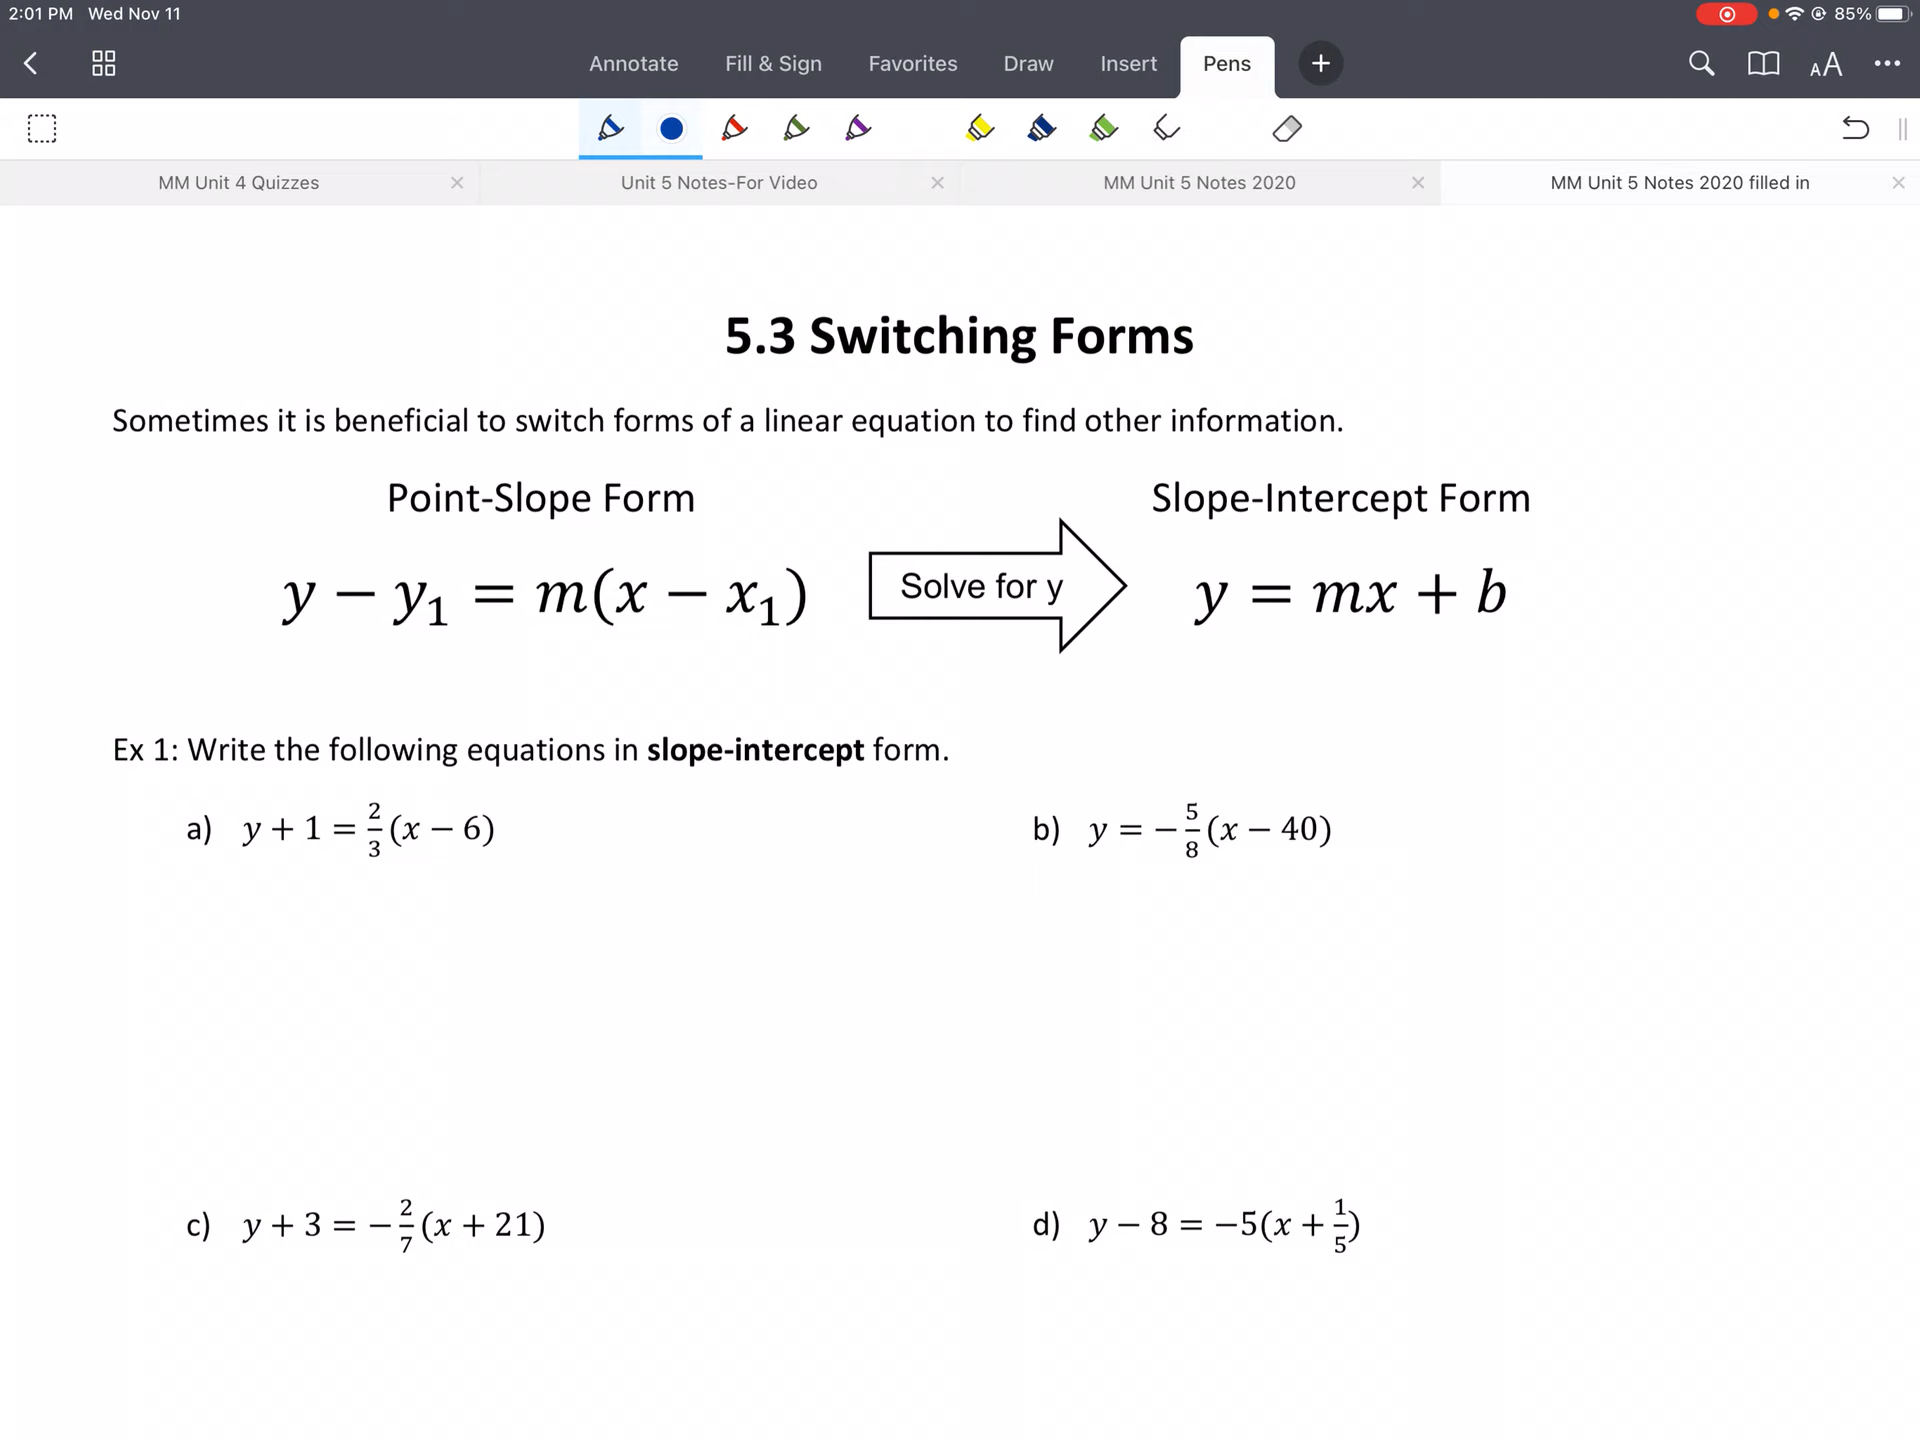 2:01 PM Wed Nov 11 85%
Annotate Fill & Sign Favorites Draw Insert Pens + AA
MM Unit 4 Quizzes × Unit 5 Notes-For Video × MM Unit 5 Notes 2020 × MM Unit 5 Notes 2020 filled in ×
5.3 Switching Forms
Sometimes it is beneficial to switch forms of a linear equation to find other information.
Point-Slope Form Slope-Intercept Form
y − y₁ = m(x − x₁) Solve for y y = mx + b
Ex 1: Write the following equations in slope-intercept form.
a) y + 1 = 2/3 (x − 6) b) y = − 5/8 (x − 40)
c) y + 3 = − 2/7 (x + 21) d) y − 8 = −5(x + 1/5)